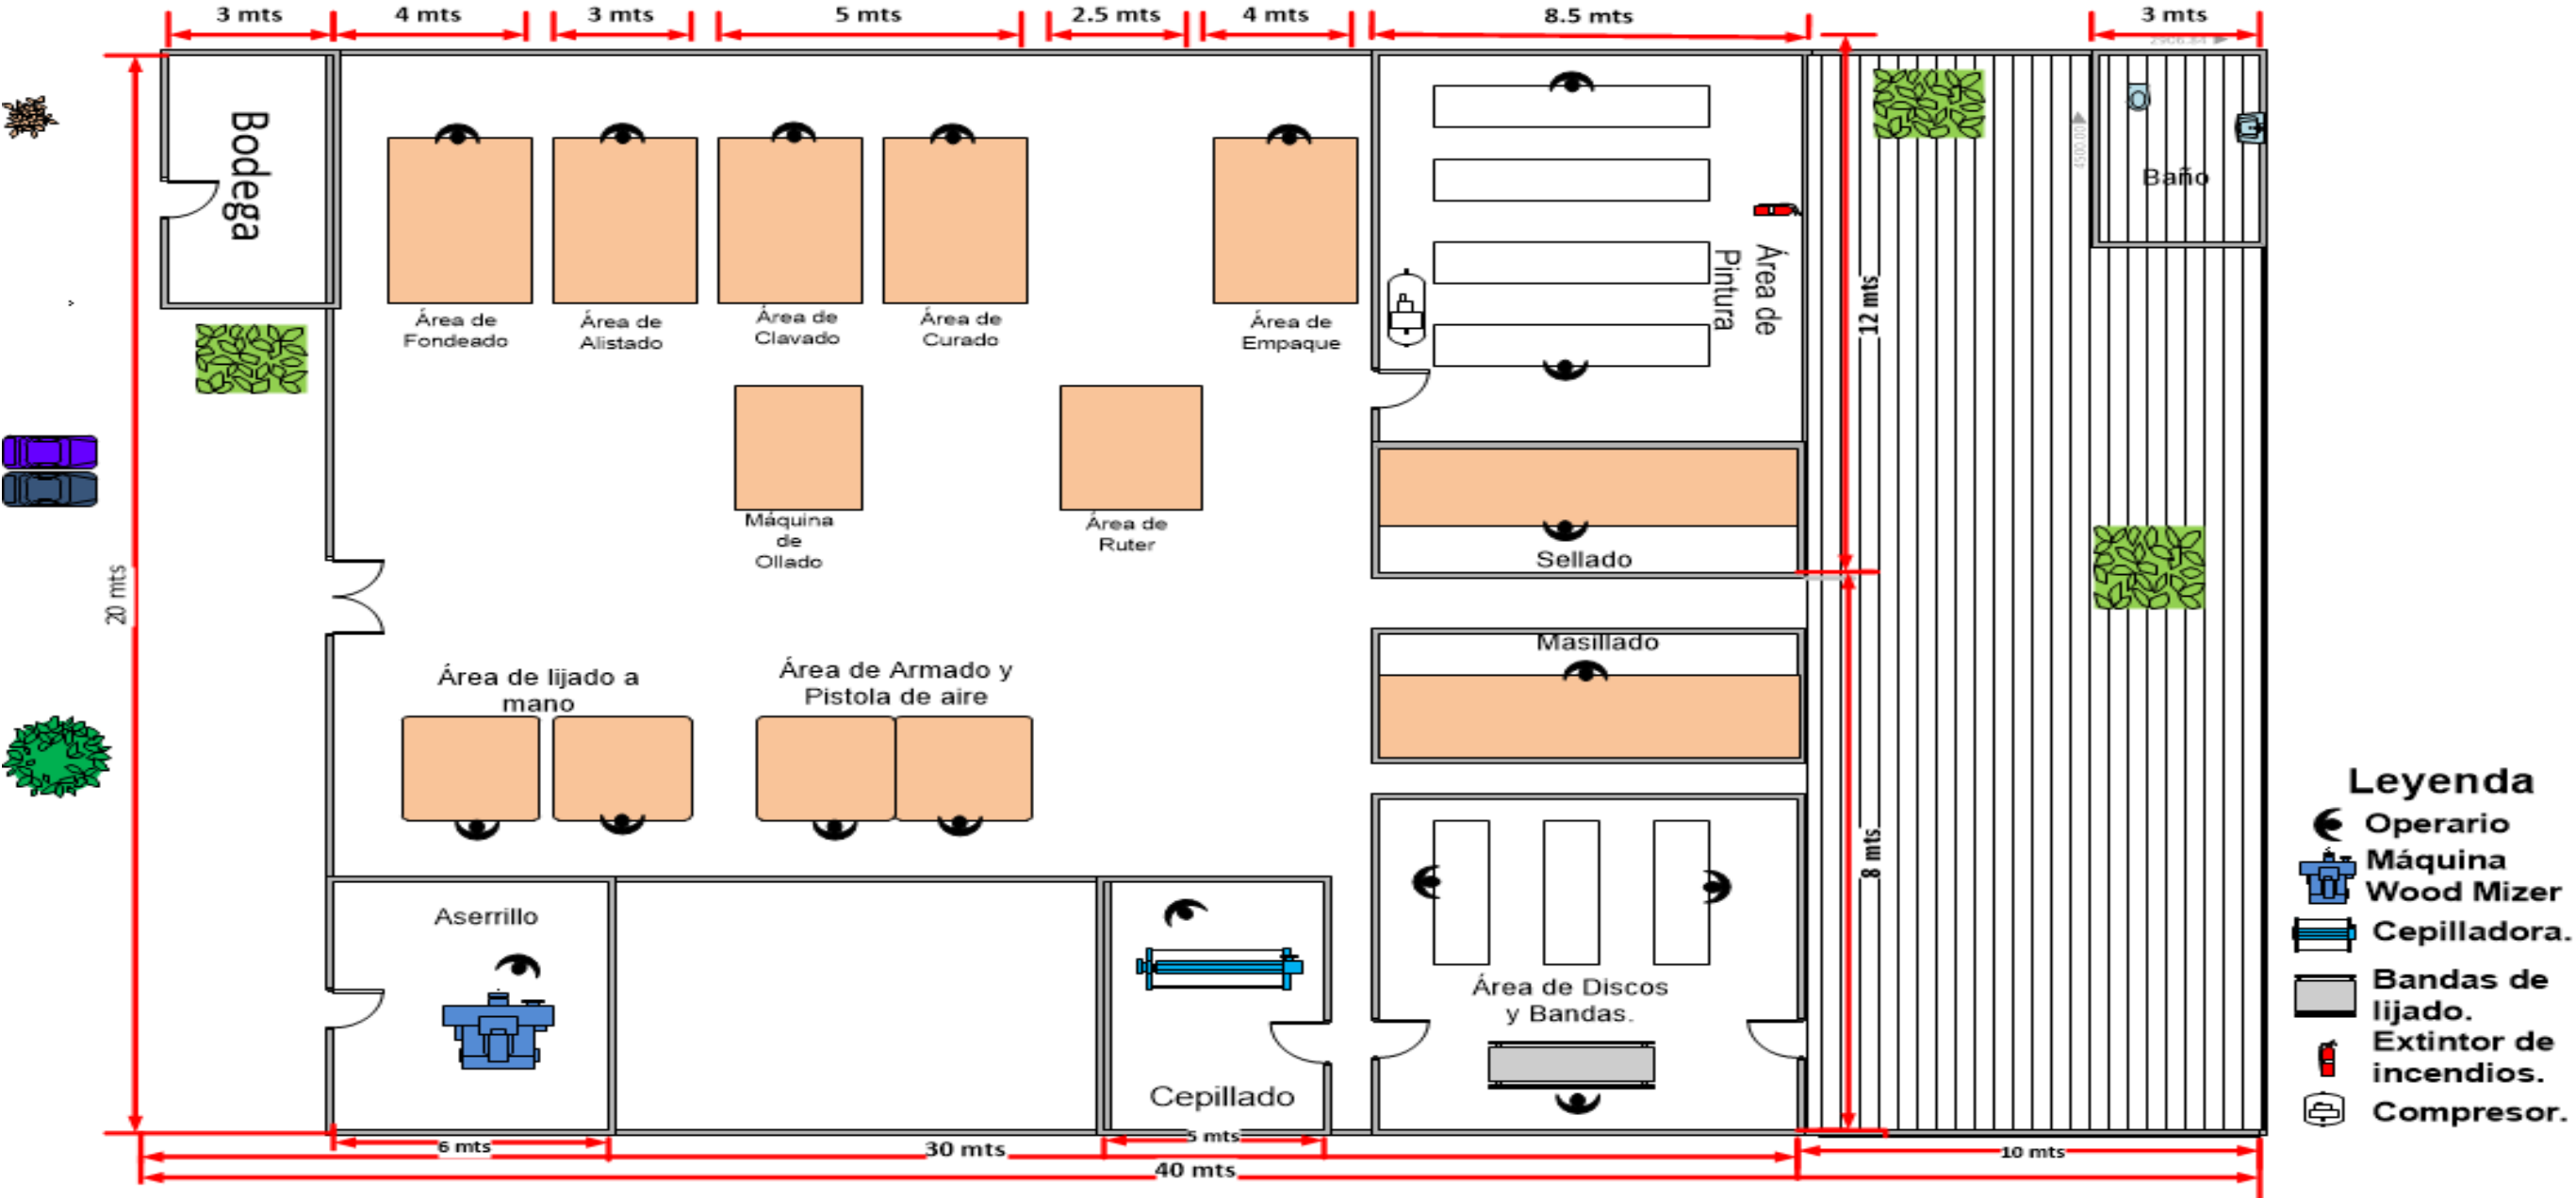 3 mts
4 mts
3 mts
5 mts
2.5 mts
4 mts
8.5 mts
3 mts
2906.84
4500.00
Bodega
Baño
Área de
Pintura
Área de
Fondeado
Área de
Alistado
Área de
Clavado
Área de
Curado
Área de
Empaque
12 mts
Máquina
de
Ollado
Área de
Ruter
Sellado
20 mts
Masillado
Área de lijado a
mano
Área de Armado y
Pistola de aire
8 mts
Aserrillo
Cepillado
Área de Discos
y Bandas.
Leyenda
Operario
Máquina
Wood Mizer
Cepilladora.
Bandas de
lijado.
Extintor de
incendios.
Compresor.
6 mts
30 mts
5 mts
10 mts
40 mts